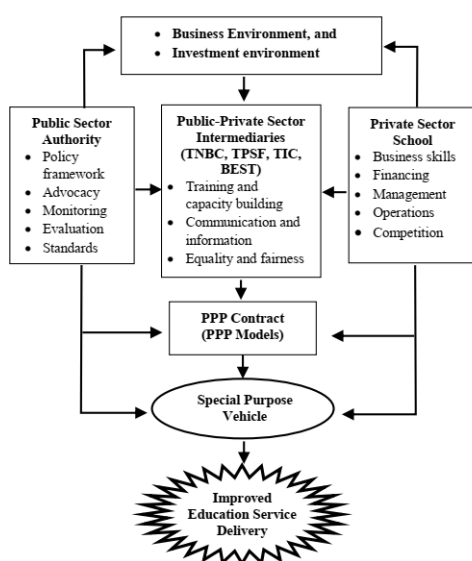 • Business Environment, and
• Investment environment
Public Sector
Authority
• Policy
framework
• Advocacy
• Monitoring
• Evaluation
• Standards
Public-Private Sector
Intermediaries
(TNBC, TPSF, TIC,
BEST)
• Training and
capacity building
• Communication and
information
• Equality and fairness
Private Sector
School
• Business skills
• Financing
• Management
• Operations
• Competition
PPP Contract
(PPP Models)
Special Purpose
Vehicle
Improved
Education Service
Delivery